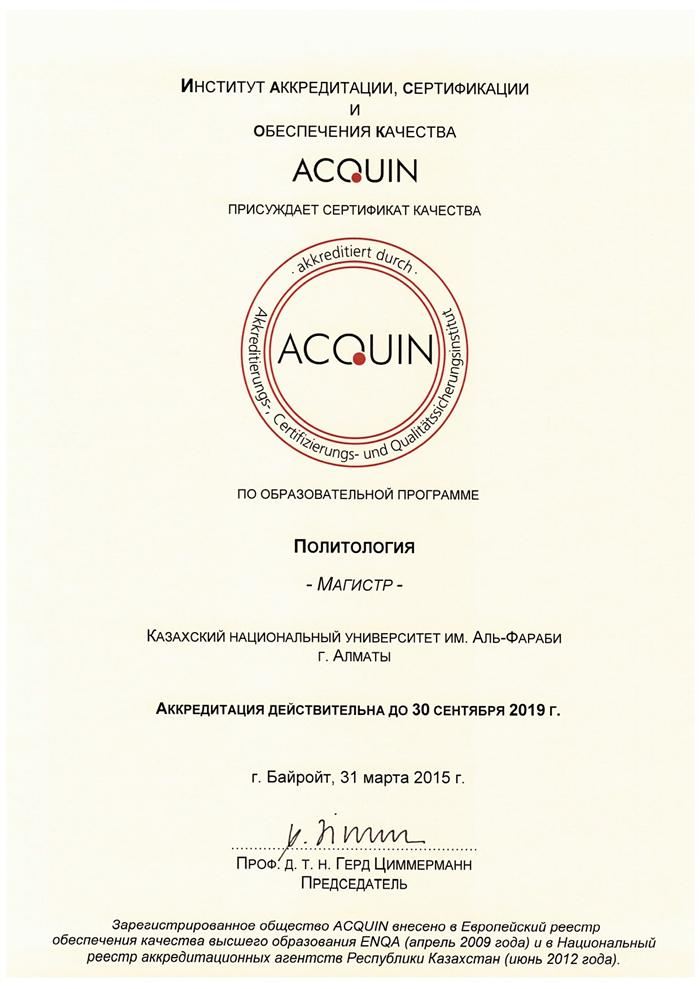 Институт аккредитации, сертификации
и
обеспечения качества
ACQUIN
присуждает сертификат качества
· akkreditiert durch ·
ACQUIN
Akkreditierungs-, Certifizierungs- und Qualitätssicherungsinstitut
по образовательной программе
Политология
- Магистр -
Казахский национальный университет им. Аль-Фараби
г. Алматы
Аккредитация действительна до 30 сентября 2019 г.
г. Байройт, 31 марта 2015 г.
Проф. д. т. н. Герд Циммерманн
Председатель
Зарегистрированное общество ACQUIN внесено в Европейский реестр
обеспечения качества высшего образования ENQA (апрель 2009 года) и в Национальный
реестр аккредитационных агентств Республики Казахстан (июнь 2012 года).